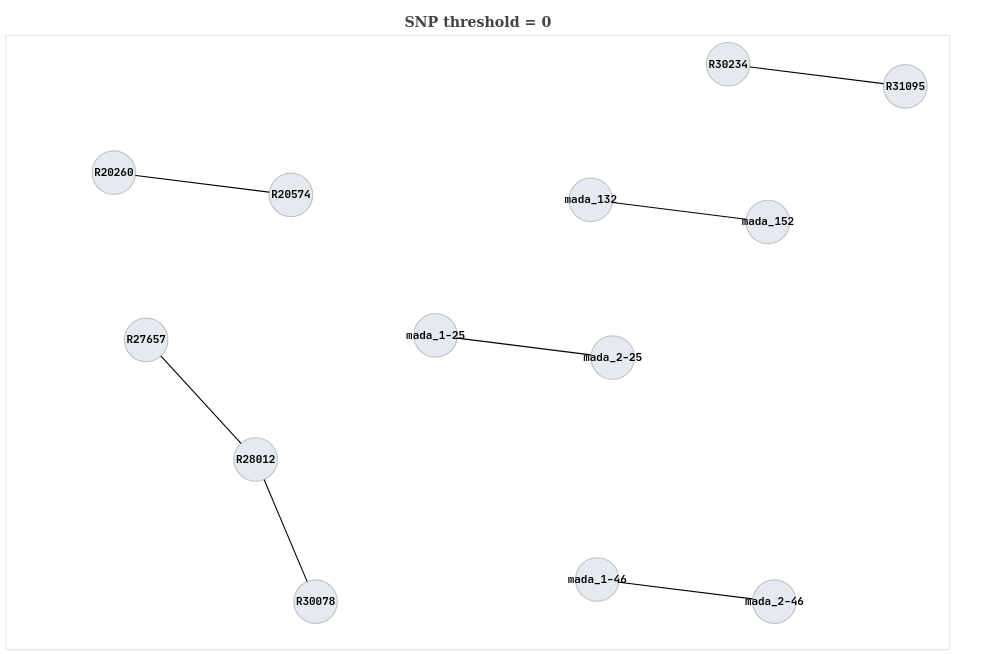 SNP threshold = 0
R30234
R31095
R20260
R20574
mada_132
mada_152
R27657
mada_1-25
mada_2-25
R28012
mada_1-46
R30078
mada_2-46